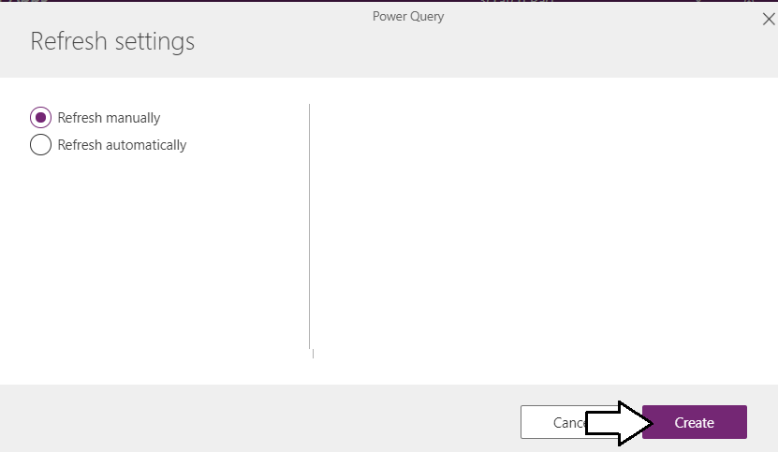 Power Query
Refresh settings
Refresh manually
Refresh automatically
Create